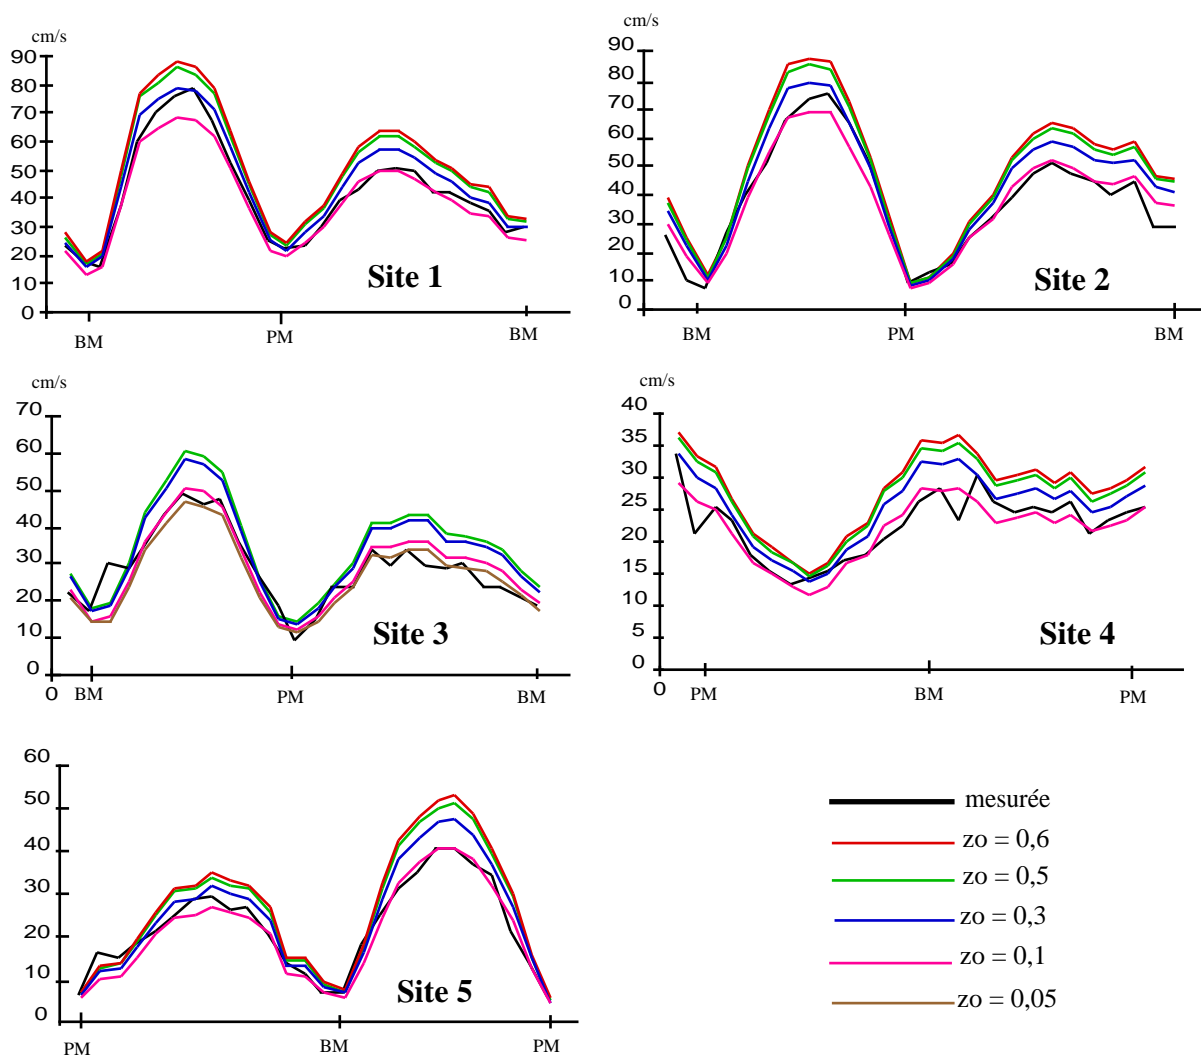 cm/s
90
80
70
60
50
40
30
20
10
0
Site 1
BM
PM
BM
cm/s
90
80
70
60
50
40
30
20
10
0
Site 2
BM
PM
BM
cm/s
70
60
50
40
30
20
10
0
Site 3
0
BM
PM
BM
cm/s
40
35
30
25
20
15
10
5
0
Site 4
0
PM
BM
PM
60
50
40
30
20
10
0
Site 5
PM
BM
PM
mesurée
zo = 0,6
zo = 0,5
zo = 0,3
zo = 0,1
zo = 0,05